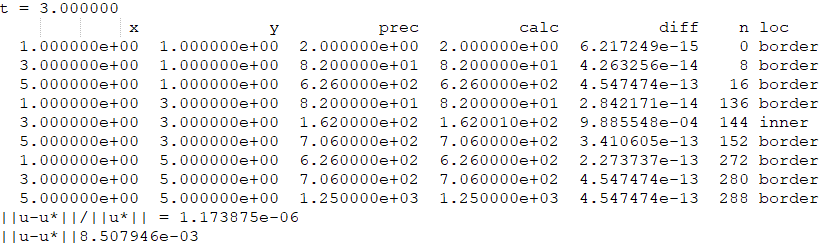 t = 3.000000
x y prec calc diff n loc
1.000000e+00 1.000000e+00 2.000000e+00 2.000000e+00 6.217249e-15 0 border
3.000000e+00 1.000000e+00 8.200000e+01 8.200000e+01 4.263256e-14 8 border
5.000000e+00 1.000000e+00 6.260000e+02 6.260000e+02 4.547474e-13 16 border
1.000000e+00 3.000000e+00 8.200000e+01 8.200000e+01 2.842171e-14 136 border
3.000000e+00 3.000000e+00 1.620000e+02 1.620010e+02 9.885548e-04 144 inner
5.000000e+00 3.000000e+00 7.060000e+02 7.060000e+02 3.410605e-13 152 border
1.000000e+00 5.000000e+00 6.260000e+02 6.260000e+02 2.273737e-13 272 border
3.000000e+00 5.000000e+00 7.060000e+02 7.060000e+02 4.547474e-13 280 border
5.000000e+00 5.000000e+00 1.250000e+03 1.250000e+03 4.547474e-13 288 border
||u-u*||/||u*|| = 1.173875e-06
||u-u*||8.507946e-03